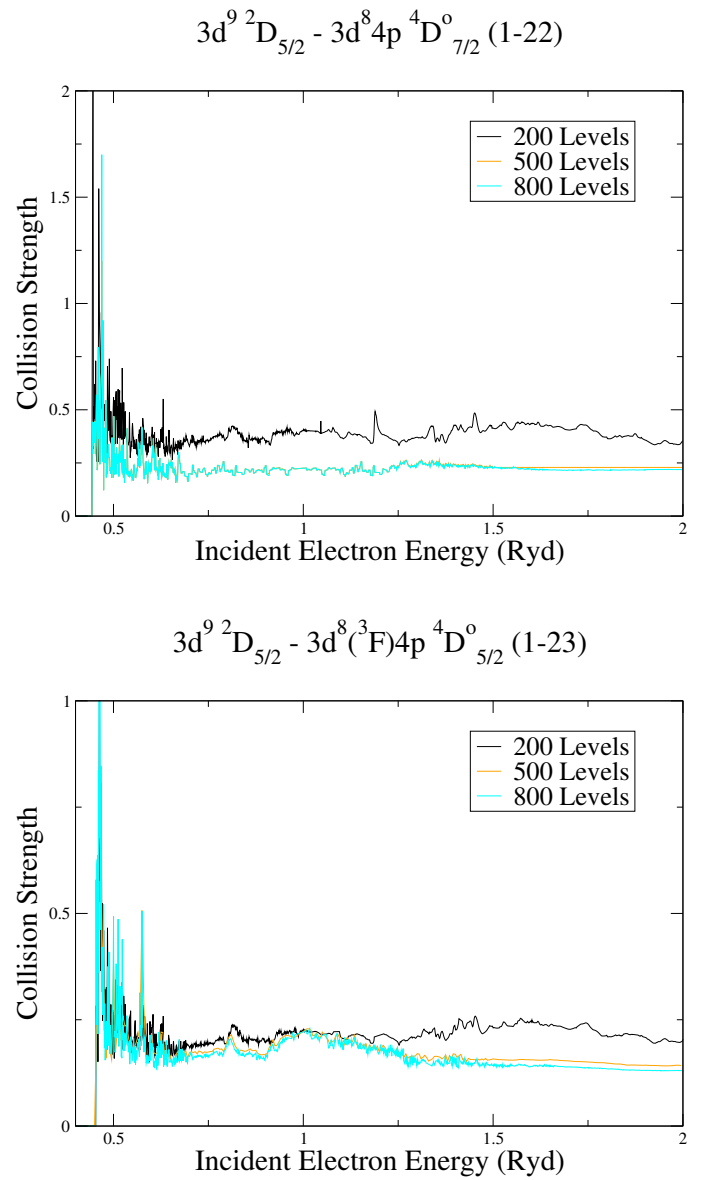 3d⁹ ²D₅/₂ - 3d⁸4p ⁴Dᵒ₇/₂ (1-22)
2
1.5
1
0.5
0
Collision Strength
200 Levels
500 Levels
800 Levels
0.5
1
1.5
2
Incident Electron Energy (Ryd)
3d⁹ ²D₅/₂ - 3d⁸(³F)4p ⁴Dᵒ₅/₂ (1-23)
1
0.5
0
Collision Strength
200 Levels
500 Levels
800 Levels
0.5
1
1.5
2
Incident Electron Energy (Ryd)